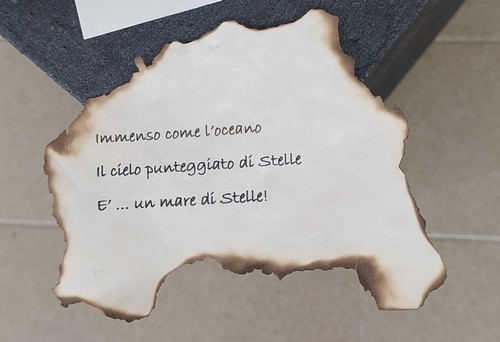 Immenso come l'oceano
Il cielo punteggiato di Stelle
E' ... un mare di Stelle!